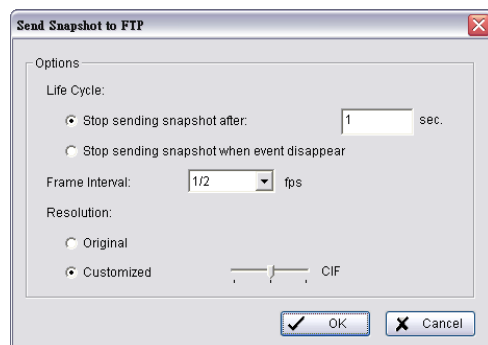 Send Snapshot to FTP
Options
Life Cycle:
Stop sending snapshot after: 1 sec.
Stop sending snapshot when event disappear
Frame Interval: 1/2 fps
Resolution:
Original
Customized CIF
OK Cancel